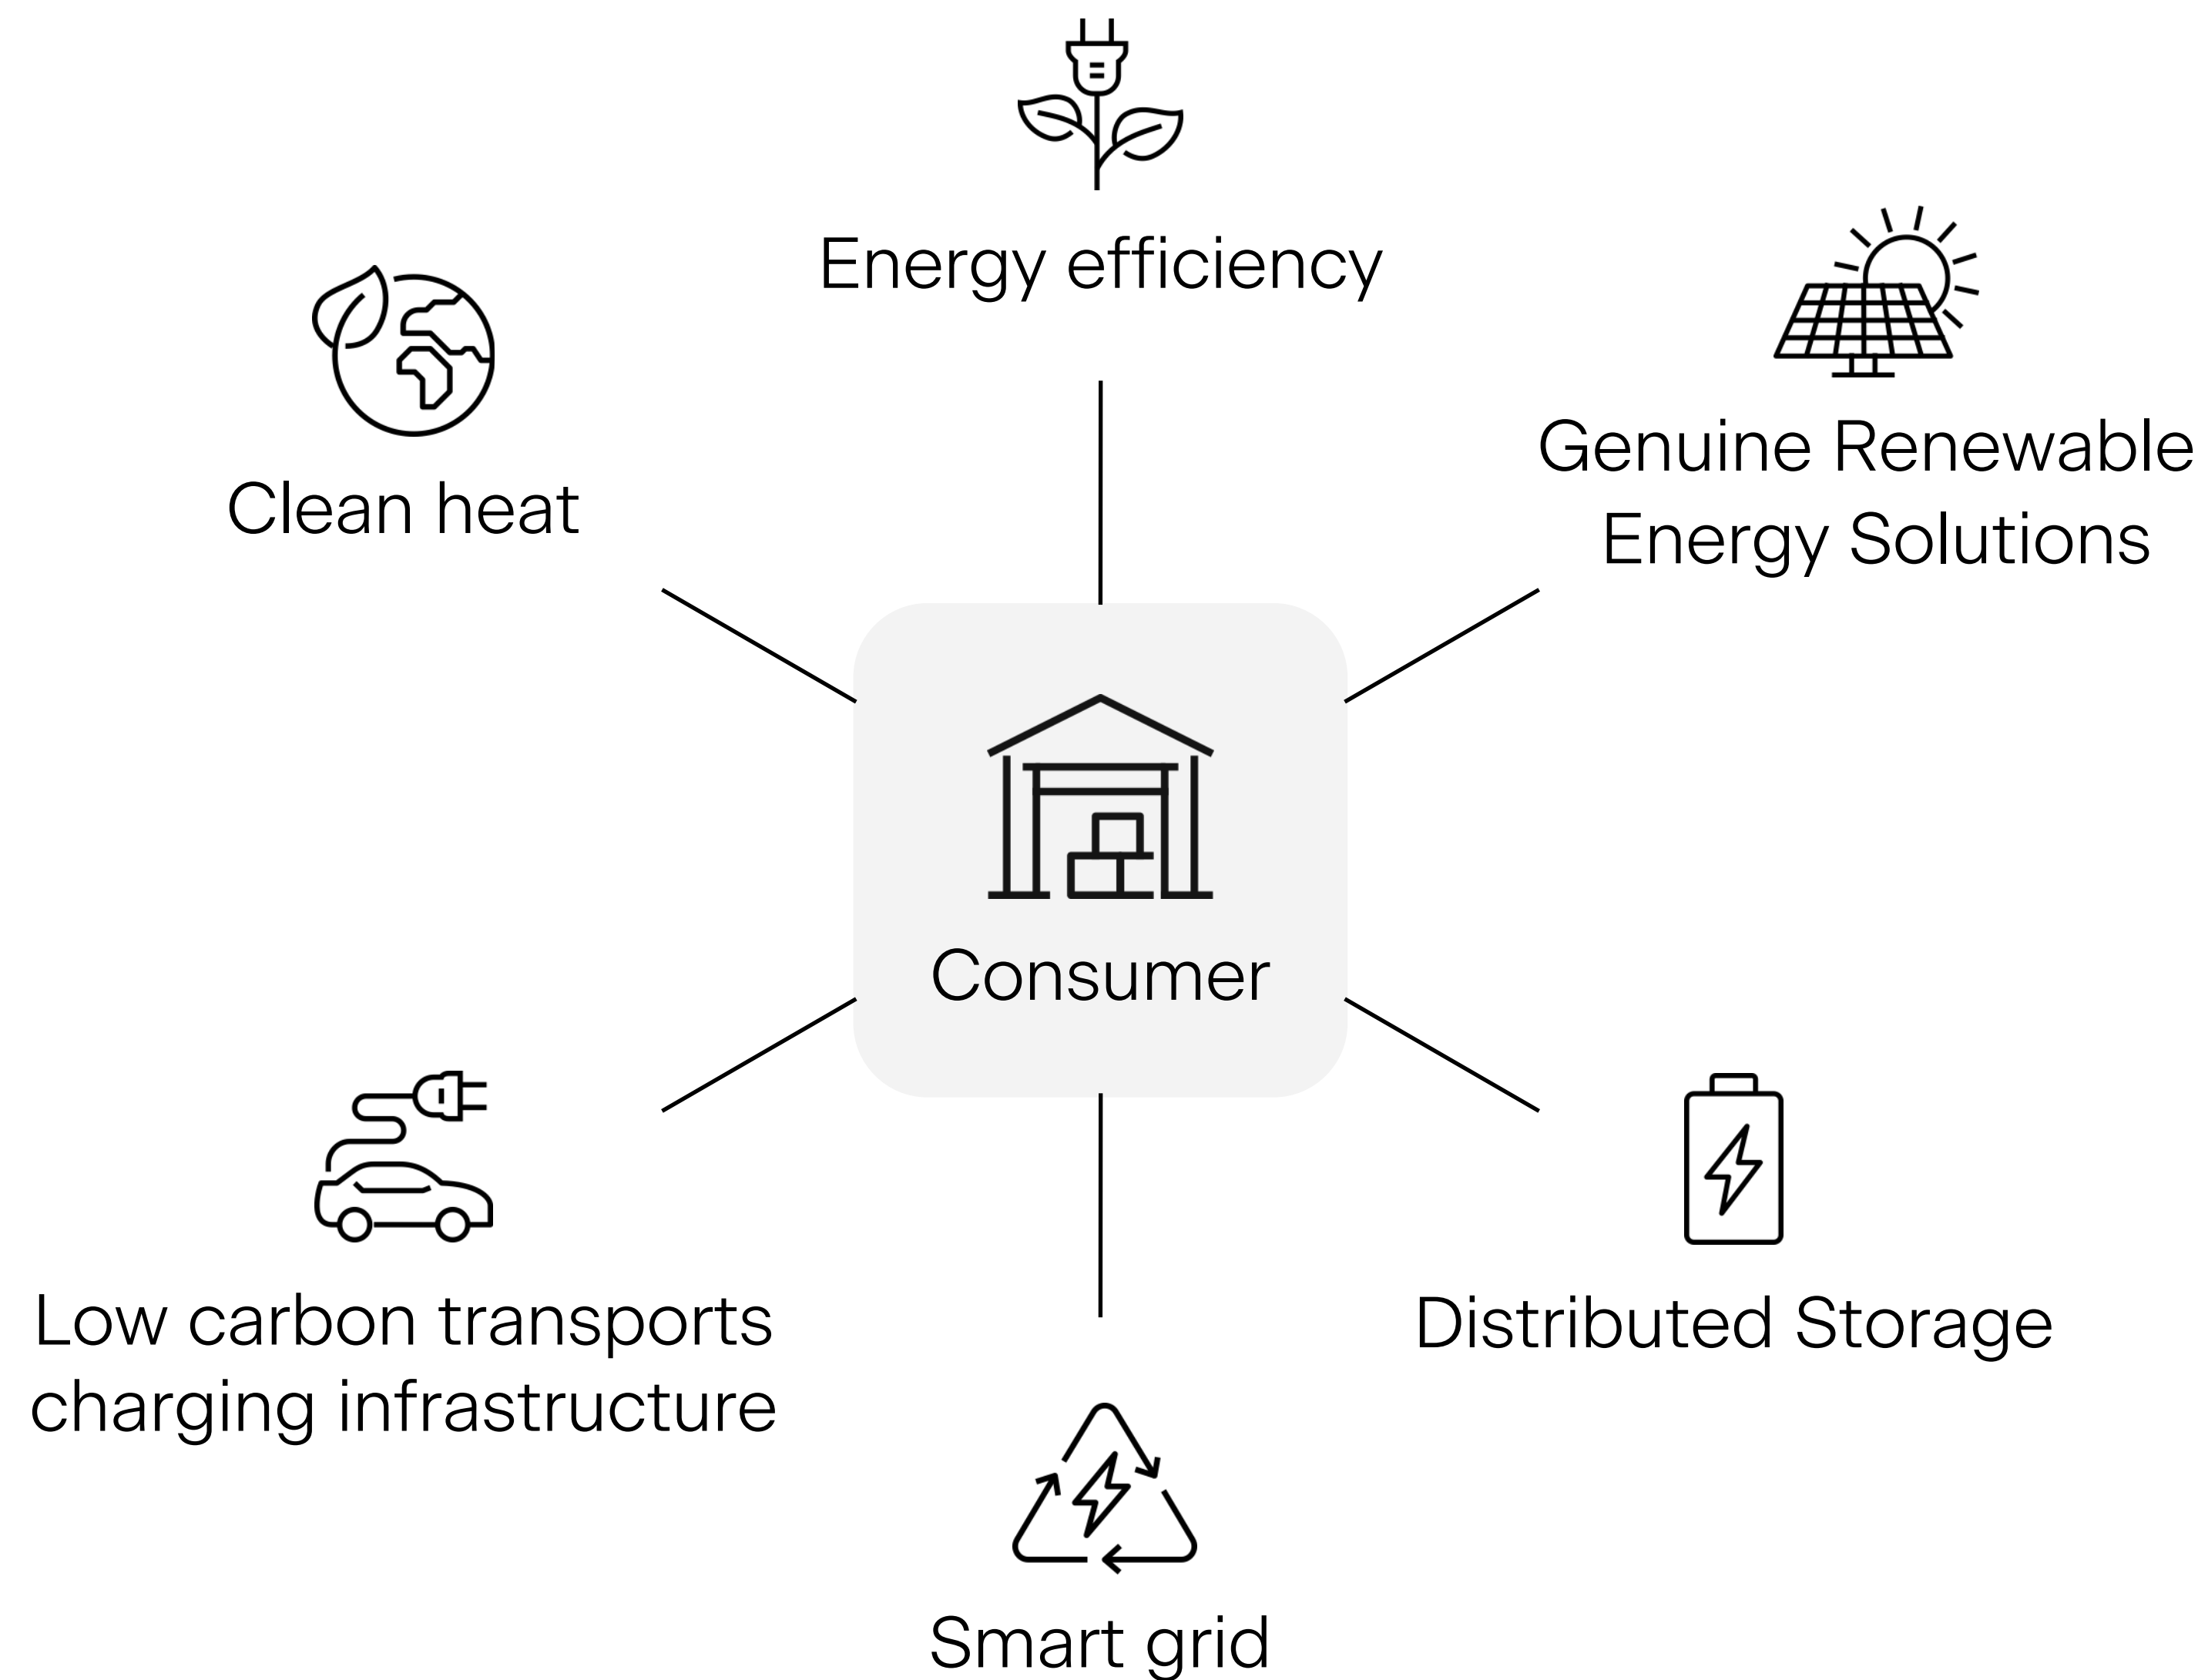 Energy efficiency
Clean heat
Genuine Renewable
Energy Solutions
Consumer
Low carbon transports
charging infrastructure
Distributed Storage
Smart grid